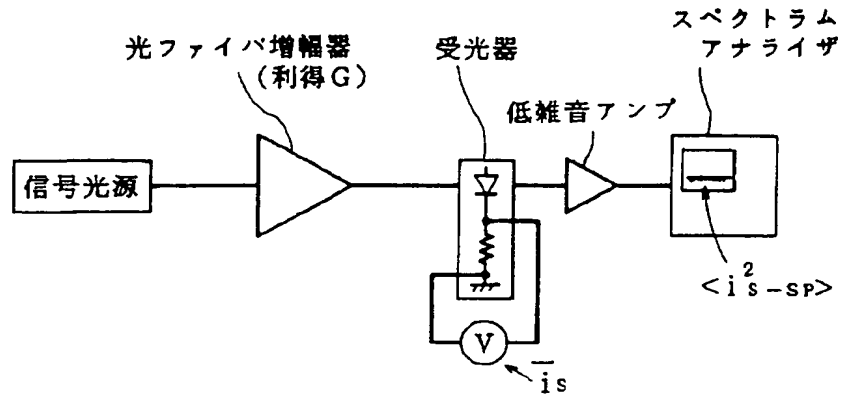 スペクトラム
アナライザ
光ファイバ増幅器
(利得G)
受光器
低雑音アンプ
信号光源
<i²s-SP>
V
i̅s